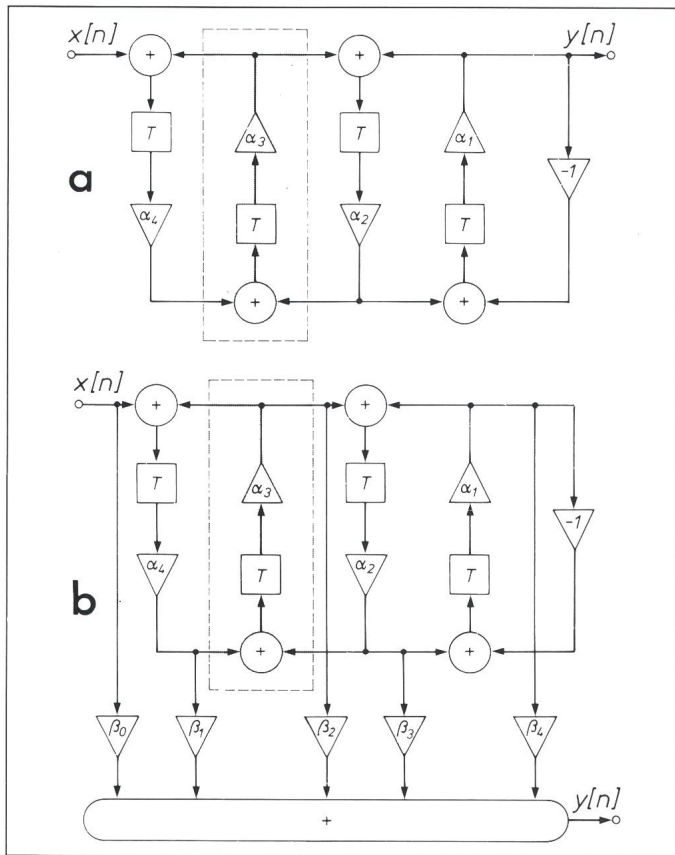 x[n] y[n]
+ +
T T
α₃ α₁
a -1
α₄ α₂
T T
+ +
x[n]
+ +
T T
α₃ α₁
-1
α₄ α₂
T T
b
+ +
β₀ β₁ β₂ β₃ β₄
y[n]
+